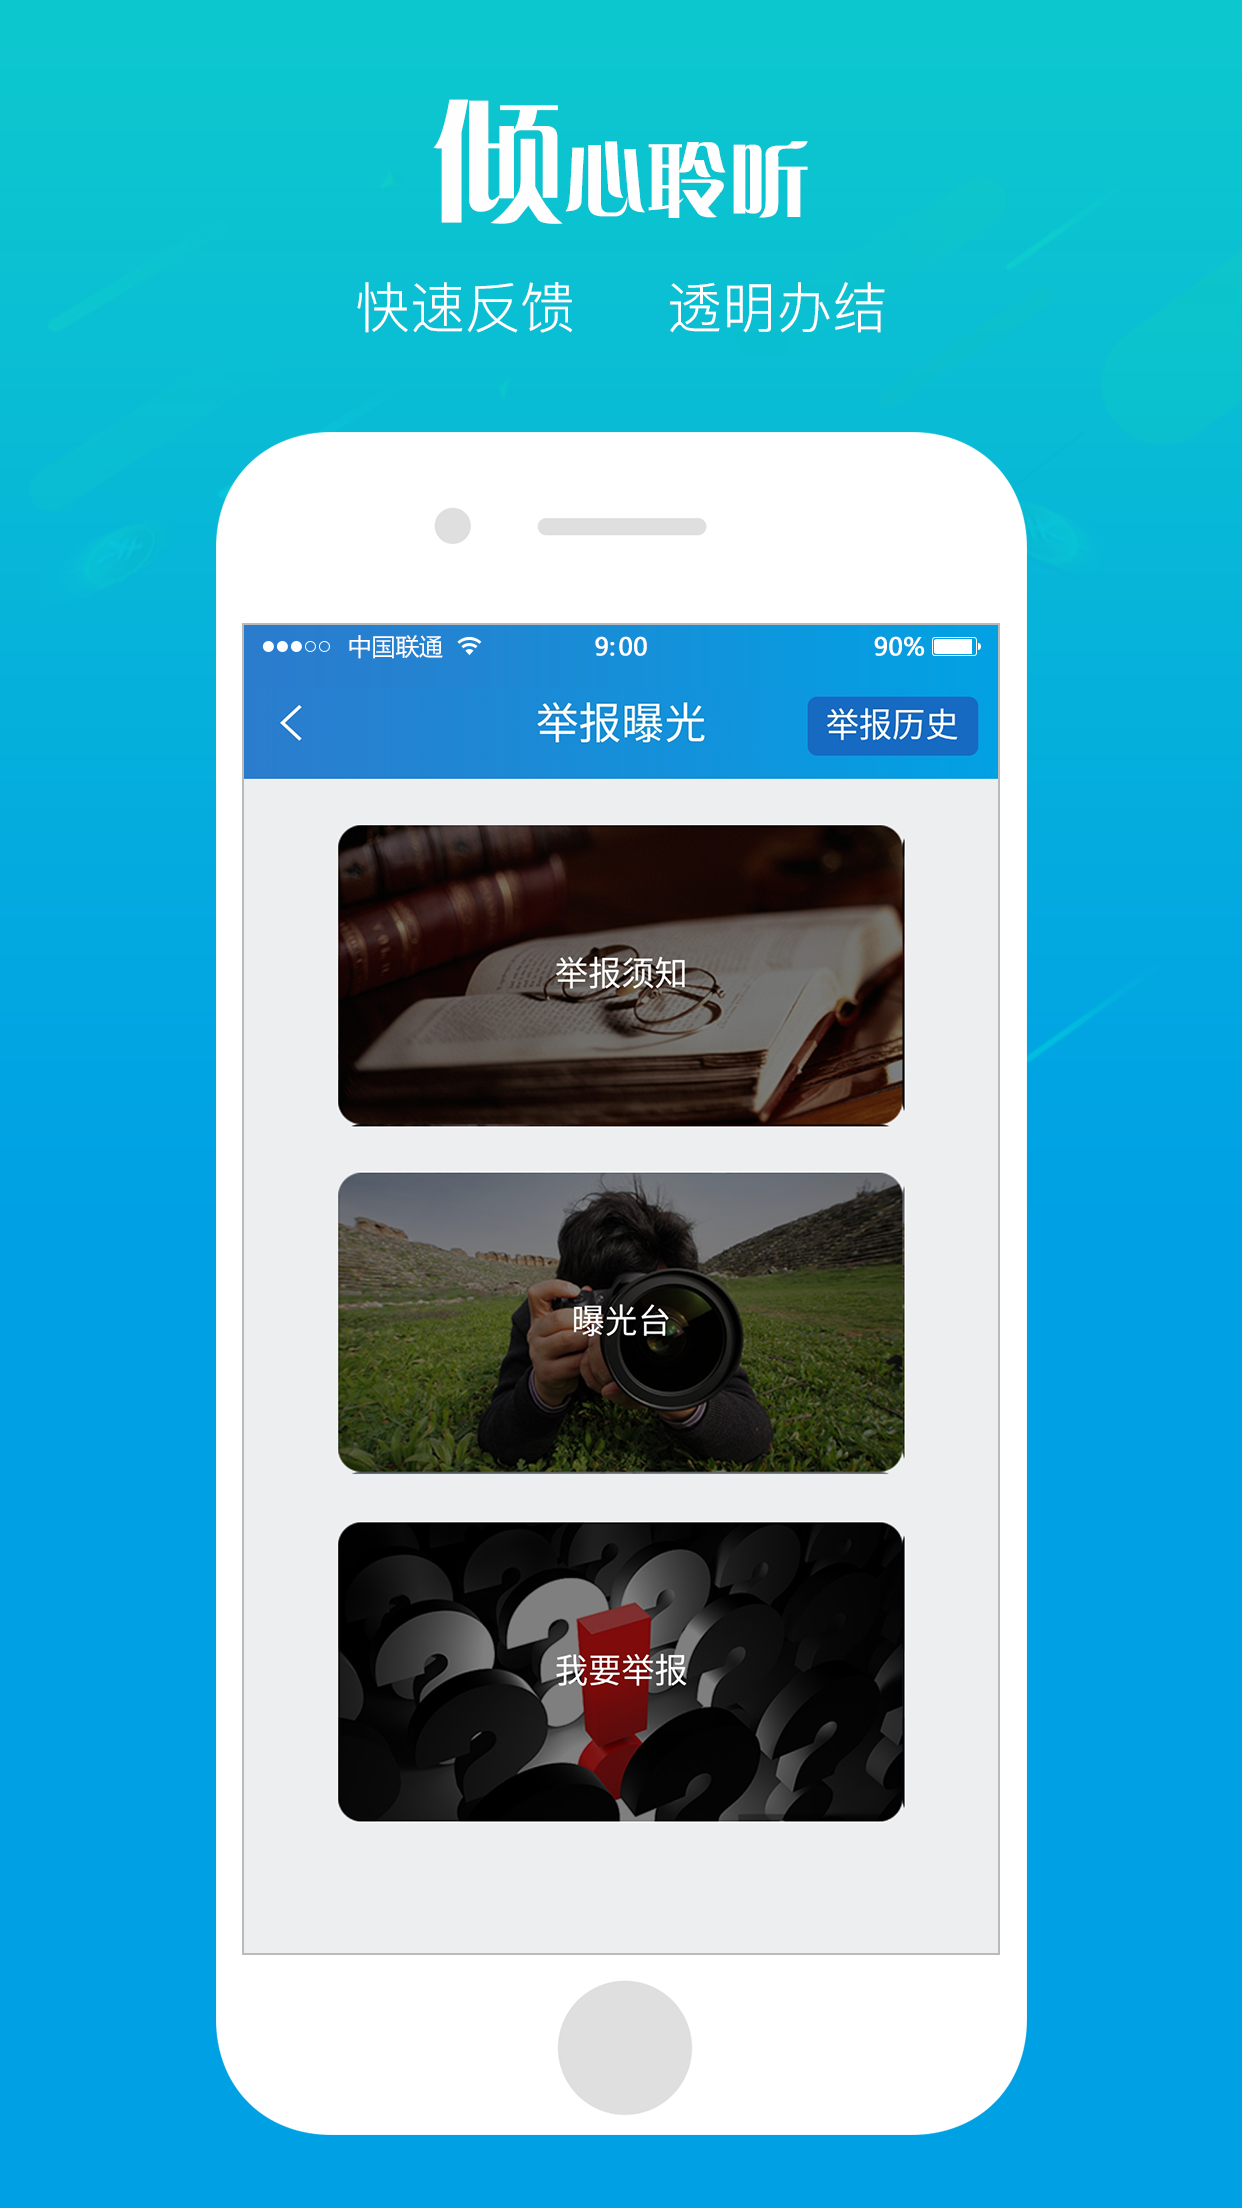 倾心聆听
快速反馈 透明办结
中国联通 9:00 90%
举报曝光 举报历史
举报须知
曝光台
我要举报